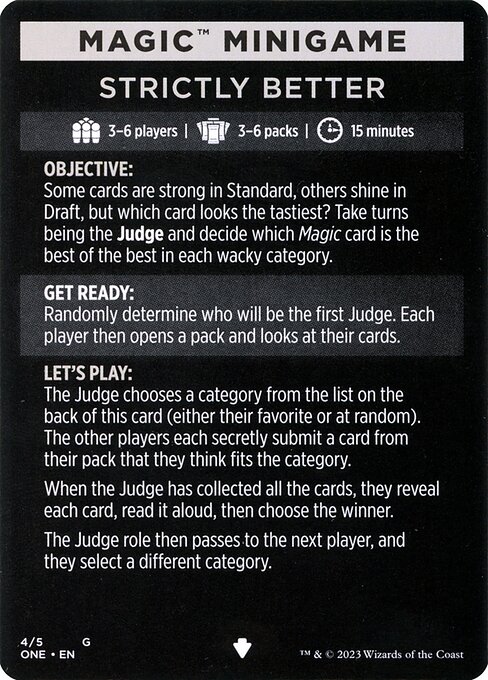 MAGIC™ MINIGAME
STRICTLY BETTER
3–6 players | 3–6 packs | 15 minutes
OBJECTIVE:
Some cards are strong in Standard, others shine in
Draft, but which card looks the tastiest? Take turns
being the Judge and decide which Magic card is the
best of the best in each wacky category.
GET READY:
Randomly determine who will be the first Judge. Each
player then opens a pack and looks at their cards.
LET'S PLAY:
The Judge chooses a category from the list on the
back of this card (either their favorite or at random).
The other players each secretly submit a card from
their pack that they think fits the category.
When the Judge has collected all the cards, they reveal
each card, read it aloud, then choose the winner.
The Judge role then passes to the next player, and
they select a different category.
4/5 G
ONE • EN
™ & © 2023 Wizards of the Coast